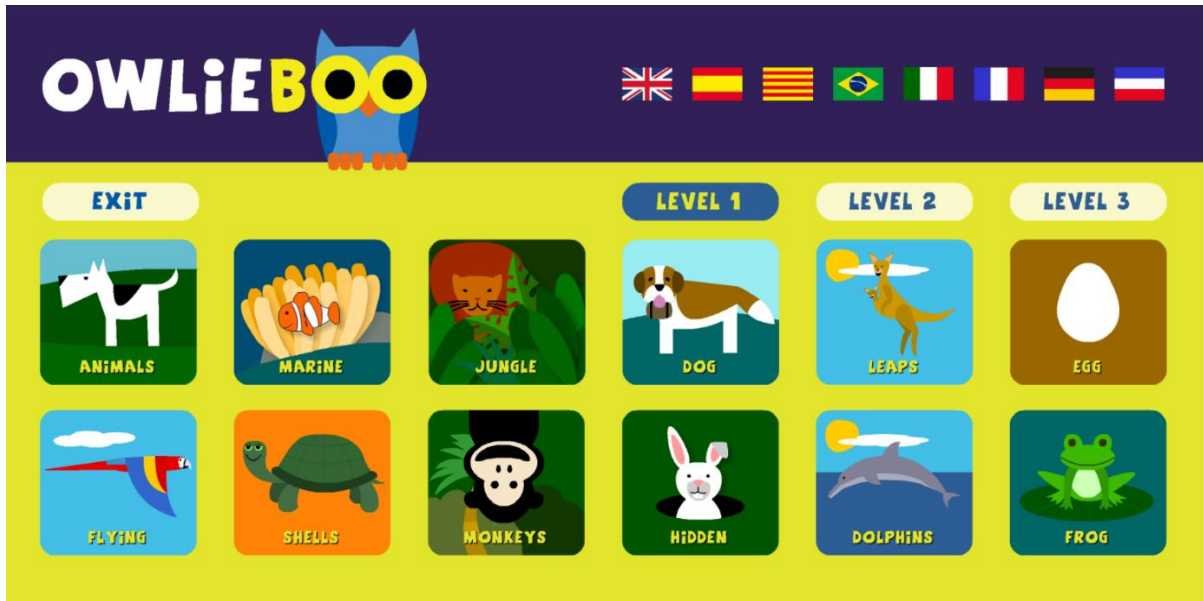 OWLiEBOO
EXiT
LEVEL 1
LEVEL 2
LEVEL 3
ANiMALS
MARiNE
JUNGLE
DOG
LEAPS
EGG
FLYiNG
SHELLS
MONKEYS
HiDDEN
DOLPHiNS
FROG